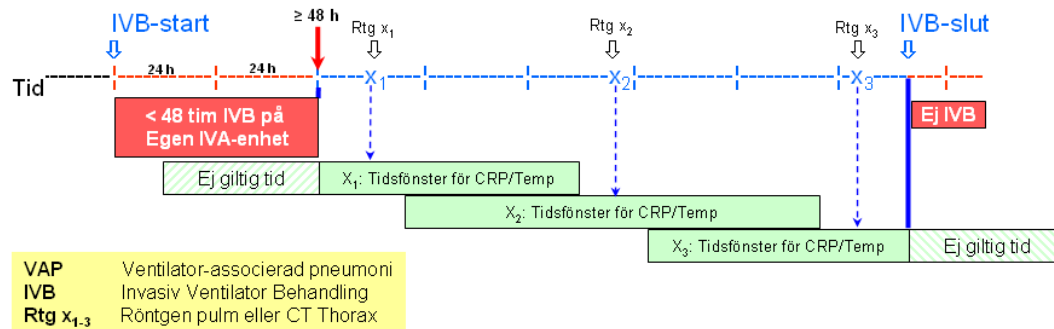 IVB-start
≥ 48 h
Rtg x1
Rtg x2
Rtg x3
IVB-slut
24 h
24 h
Tid
X1
X2
X3
< 48 tim IVB på
Egen IVA-enhet
Ej IVB
Ej giltig tid
X1: Tidsfönster för CRP/Temp
X2: Tidsfönster för CRP/Temp
X3: Tidsfönster för CRP/Temp
Ej giltig tid
VAP Ventilator-associerad pneumoni
IVB Invasiv Ventilator Behandling
Rtg x1-3 Röntgen pulm eller CT Thorax